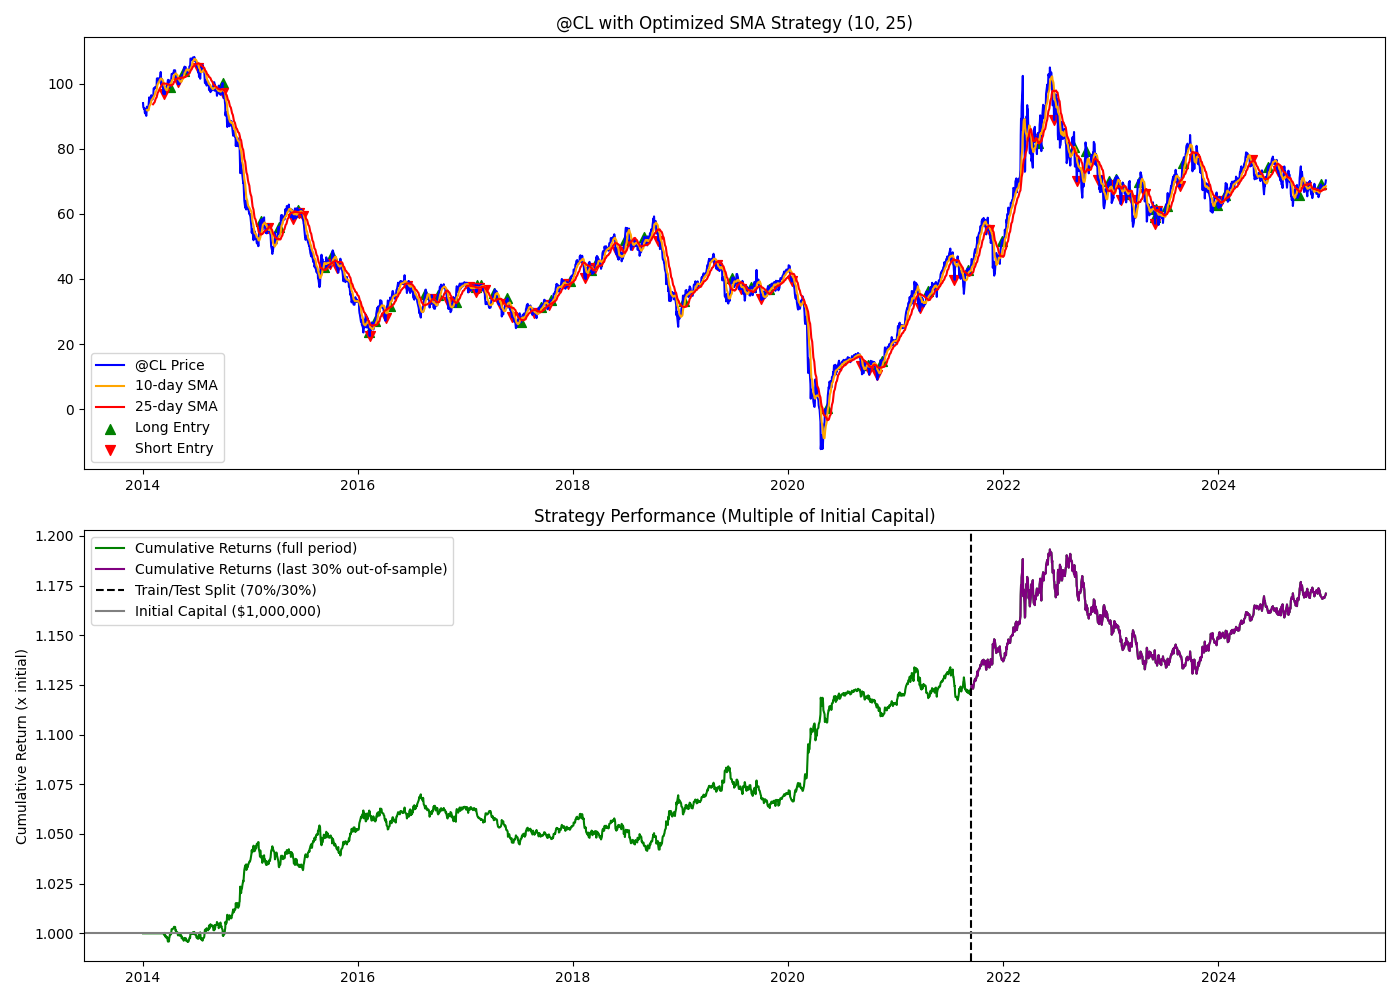 @CL with Optimized SMA Strategy (10, 25)
100
80
60
40
20
0
@CL Price
10-day SMA
25-day SMA
Long Entry
Short Entry
2014 2016 2018 2020 2022 2024
Strategy Performance (Multiple of Initial Capital)
Cumulative Return (x initial)
1.200
1.175
1.150
1.125
1.100
1.075
1.050
1.025
1.000
Cumulative Returns (full period)
Cumulative Returns (last 30% out-of-sample)
Train/Test Split (70%/30%)
Initial Capital ($1,000,000)
2014 2016 2018 2020 2022 2024